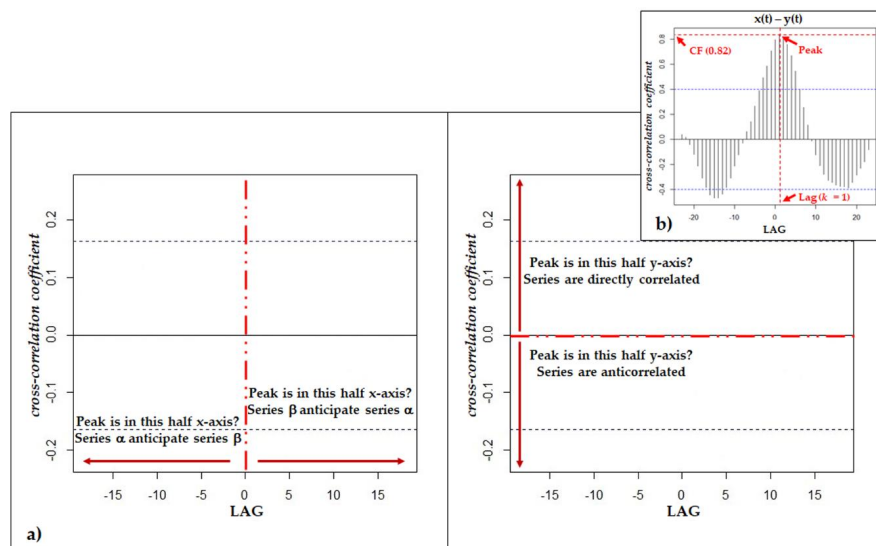 x(t) – y(t)
cross-correlation coefficient
0.8
0.6
0.4
0.2
0.0
-0.2
-0.4
CF (0.82)
Peak
Lag (k = 1)
-20
-10
0
10
20
LAG
b)
cross-correlation coefficient
0.2
0.1
0.0
-0.1
-0.2
Peak is in this half x-axis?
Series β anticipate series α
Peak is in this half x-axis?
Series α anticipate series β
-15
-10
-5
0
5
10
15
LAG
a)
cross-correlation coefficient
0.2
0.1
0.0
-0.1
-0.2
Peak is in this half y-axis?
Series are directly correlated
Peak is in this half y-axis?
Series are anticorrelated
-15
-10
-5
0
5
10
15
LAG